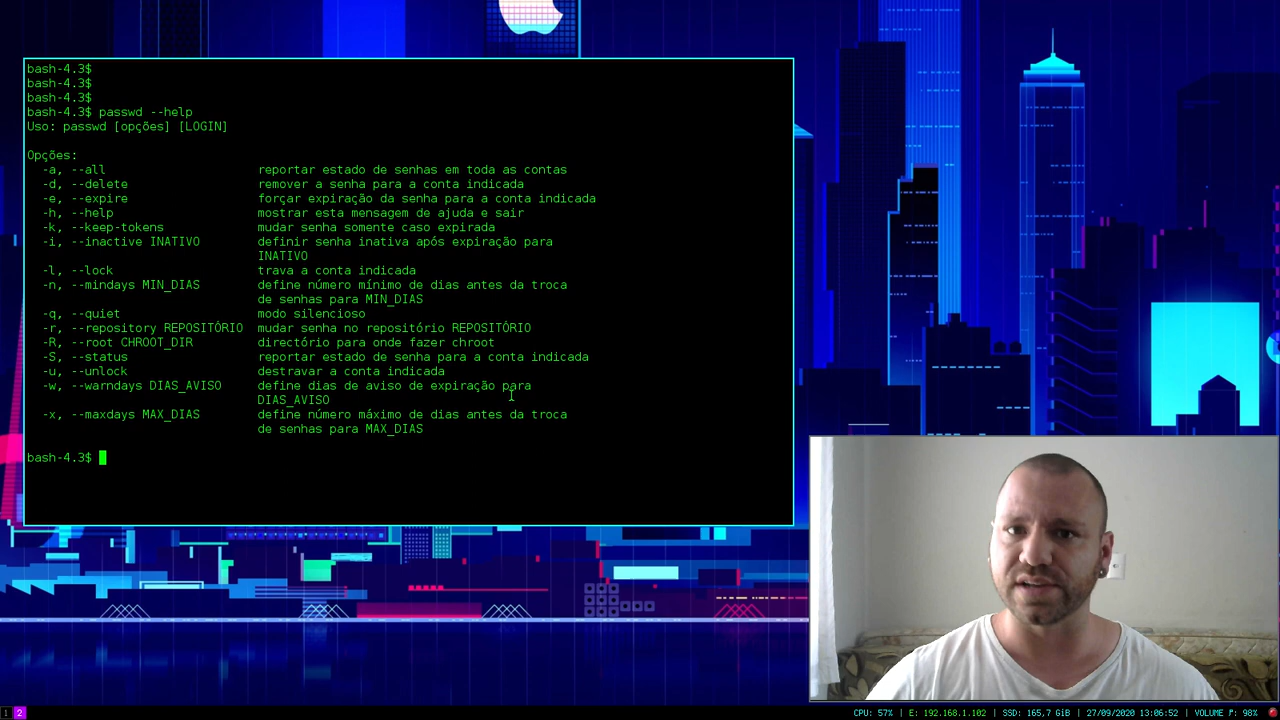 bash-4.3$
bash-4.3$
bash-4.3$
bash-4.3$ passwd --help
Uso: passwd [opções] [LOGIN]
Opções:
-a, --all reportar estado de senhas em toda as contas
-d, --delete remover a senha para a conta indicada
-e, --expire forçar expiração da senha para a conta indicada
-h, --help mostrar esta mensagem de ajuda e sair
-k, --keep-tokens mudar senha somente caso expirada
-i, --inactive INATIVO definir senha inativa após expiração para
INATIVO
-l, --lock trava a conta indicada
-n, --mindays MIN_DIAS define número mínimo de dias antes da troca
de senhas para MIN_DIAS
-q, --quiet modo silencioso
-r, --repository REPOSITÓRIO mudar senha no repositório REPOSITÓRIO
-R, --root CHROOT_DIR directório para onde fazer chroot
-S, --status reportar estado de senha para a conta indicada
-u, --unlock destravar a conta indicada
-w, --warndays DIAS_AVISO define dias de aviso de expiração para
DIAS_AVISO
-x, --maxdays MAX_DIAS define número máximo de dias antes da troca
de senhas para MAX_DIAS
bash-4.3$
1 2 CPU: 57% | E: 192.168.1.102 | SSD: 165,7 GiB | 27/09/2020 13:06:52 | VOLUME : 98%